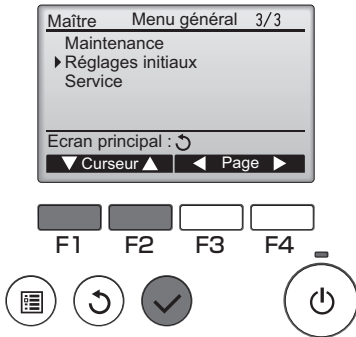 Maître Menu général 3/3
Maintenance
Réglages initiaux
Service
Ecran principal :
Curseur Page
F1 F2 F3 F4